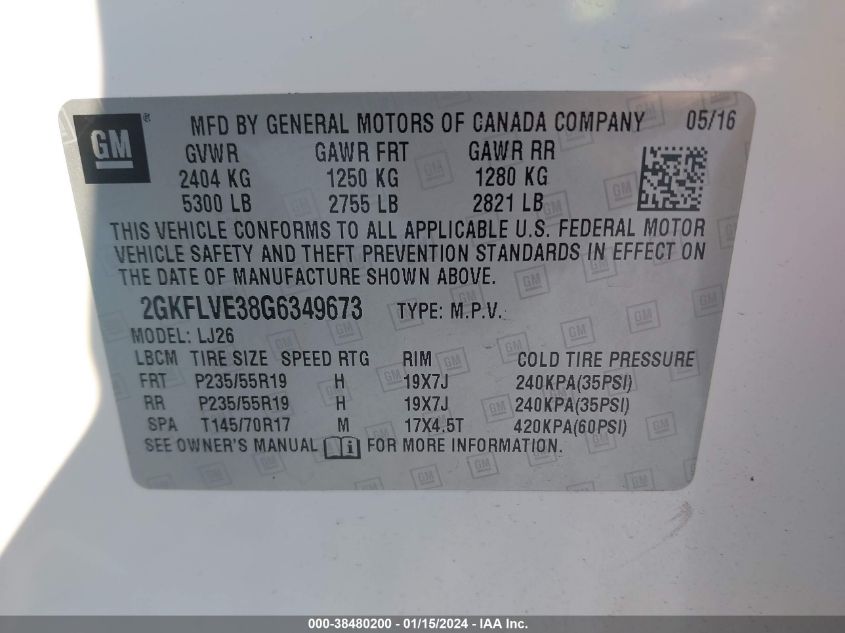 GM ® MFD BY GENERAL MOTORS OF CANADA COMPANY 05/16
GVWR GAWR FRT GAWR RR
2404 KG 1250 KG 1280 KG
5300 LB 2755 LB 2821 LB
THIS VEHICLE CONFORMS TO ALL APPLICABLE U.S. FEDERAL MOTOR
VEHICLE SAFETY AND THEFT PREVENTION STANDARDS IN EFFECT ON
THE DATE OF MANUFACTURE SHOWN ABOVE.
2GKFLVE38G6349673 TYPE: M.P.V.
MODEL: LJ26
LBCM TIRE SIZE SPEED RTG RIM COLD TIRE PRESSURE
FRT P235/55R19 H 19X7J 240KPA(35PSI)
RR P235/55R19 H 19X7J 240KPA(35PSI)
SPA T145/70R17 M 17X4.5T 420KPA(60PSI)
SEE OWNER'S MANUAL i FOR MORE INFORMATION.
000-38480200 - 01/15/2024 - IAA Inc.